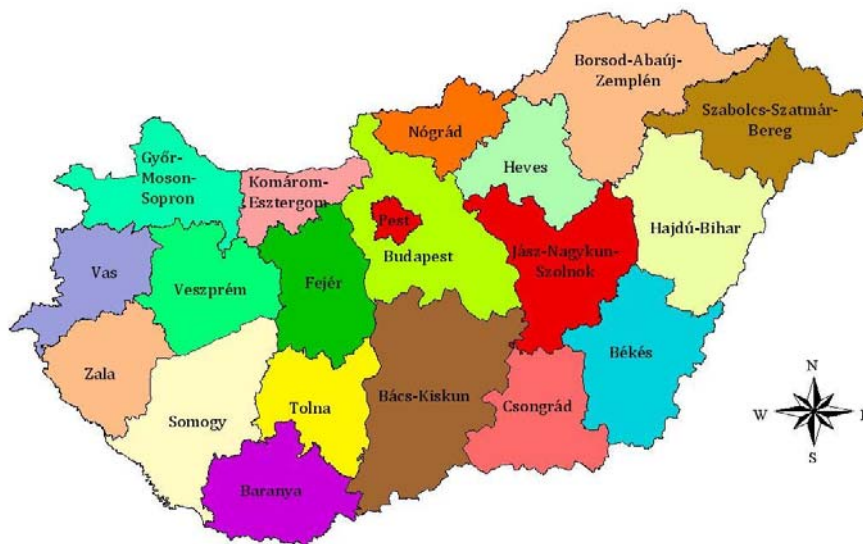 Borsod-Abaúj-
Zemplén
Szabolcs-Szatmár-
Bereg
Nógrád
Heves
Győr-
Moson-
Sopron
Komárom-
Esztergom
Pest
Budapest
Jász-Nagykun-
Szolnok
Hajdú-Bihar
Vas
Veszprém
Fejér
Békés
Zala
Somogy
Tolna
Bács-Kiskun
Csongrád
Baranya
N
W
E
S